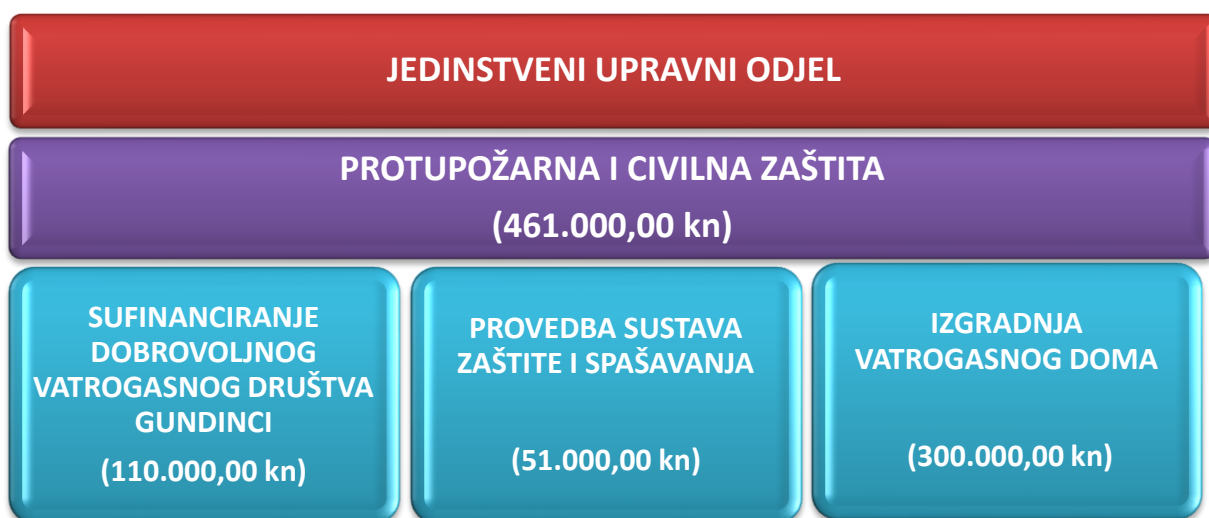 JEDINSTVENI UPRAVNI ODJEL
PROTUPOŽARNA I CIVILNA ZAŠTITA
(461.000,00 kn)
SUFINANCIRANJE
DOBROVOLJNOG
VATROGASNOG DRUŠTVA
GUNDINCI
(110.000,00 kn)
PROVEDBA SUSTAVA
ZAŠTITE I SPAŠAVANJA
(51.000,00 kn)
IZGRADNJA
VATROGASNOG DOMA
(300.000,00 kn)